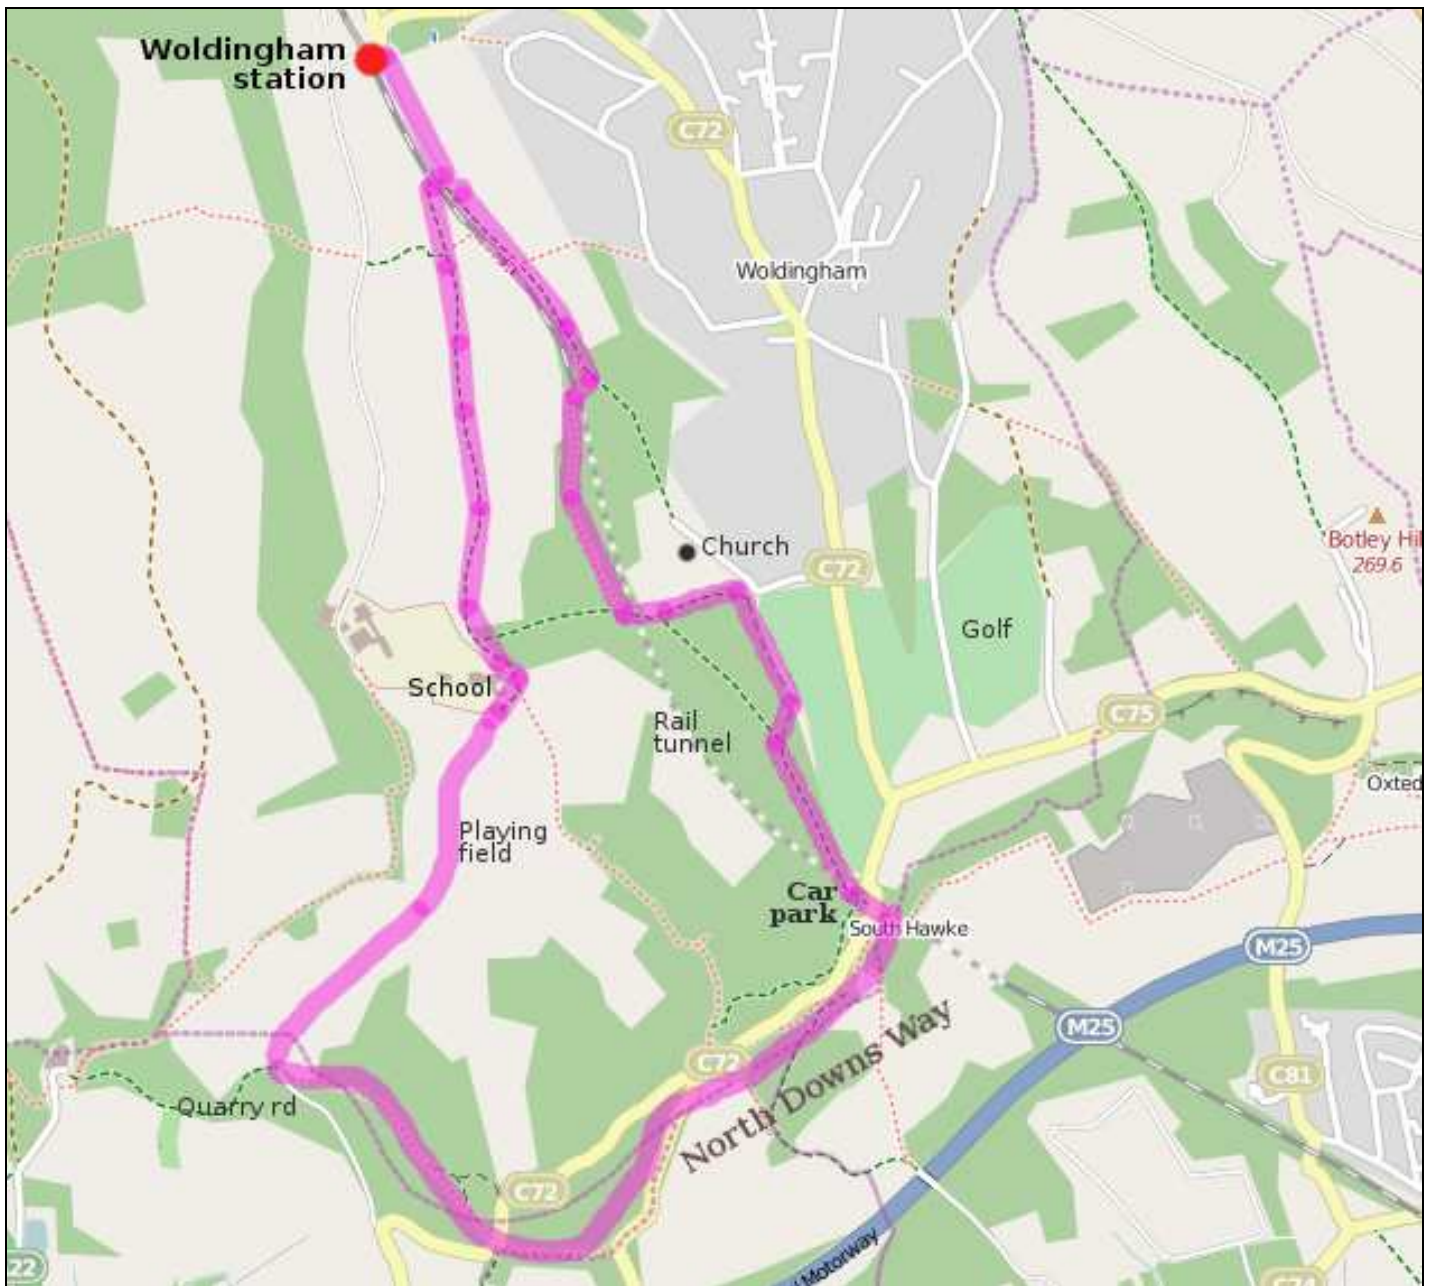 Woldingham
station
C72
Woldingham
Botley Hil
269.6
Church
C72
Golf
School
Rail
tunnel
C75
Oxted
Playing
field
Car
park
South Hawke
M25
M25
North Downs Way
C72
C81
Quarry rd
C72
Motorway
22